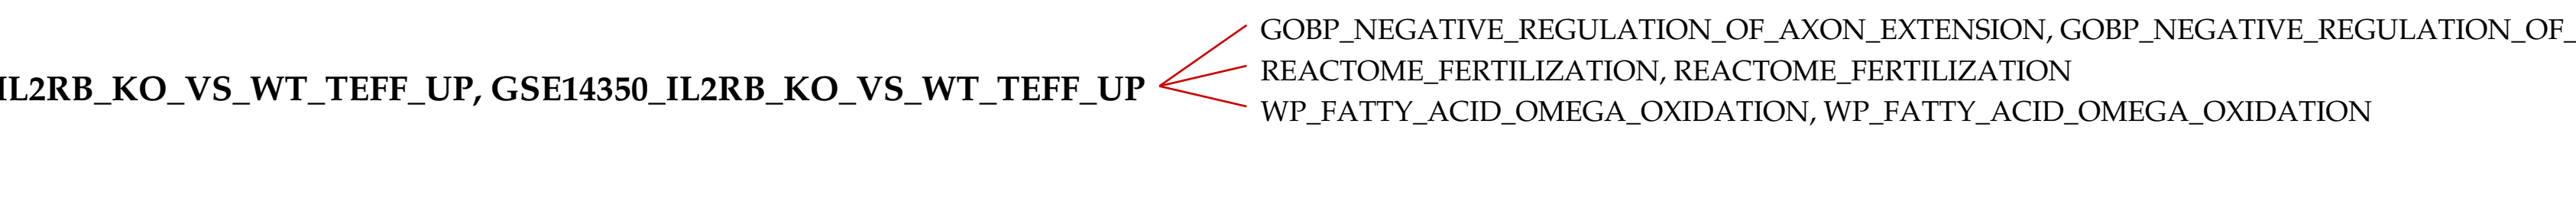 IL2RB_KO_VS_WT_TEFF_UP, GSE14350_IL2RB_KO_VS_WT_TEFF_UP
GOBP_NEGATIVE_REGULATION_OF_AXON_EXTENSION, GOBP_NEGATIVE_REGULATION_OF_
REACTOME_FERTILIZATION, REACTOME_FERTILIZATION
WP_FATTY_ACID_OMEGA_OXIDATION, WP_FATTY_ACID_OMEGA_OXIDATION